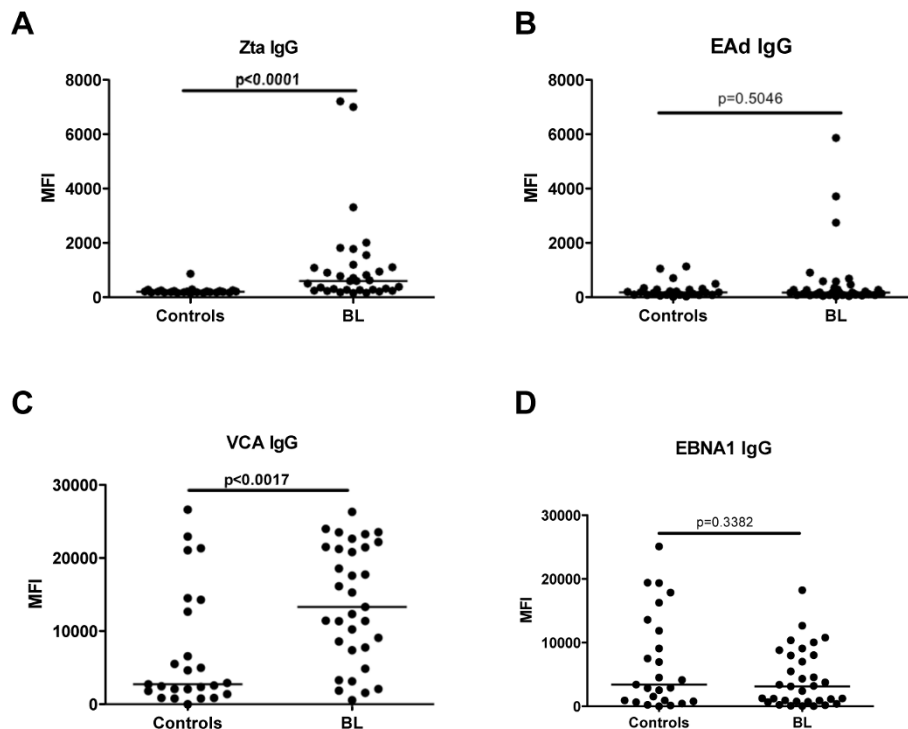 A
Zta IgG
p<0.0001
8000
6000
4000
2000
0
MFI
Controls
BL
B
EAd IgG
p=0.5046
8000
6000
4000
2000
0
MFI
Controls
BL
C
VCA IgG
p<0.0017
30000
20000
10000
0
MFI
Controls
BL
D
EBNA1 IgG
p=0.3382
30000
20000
10000
0
MFI
Controls
BL